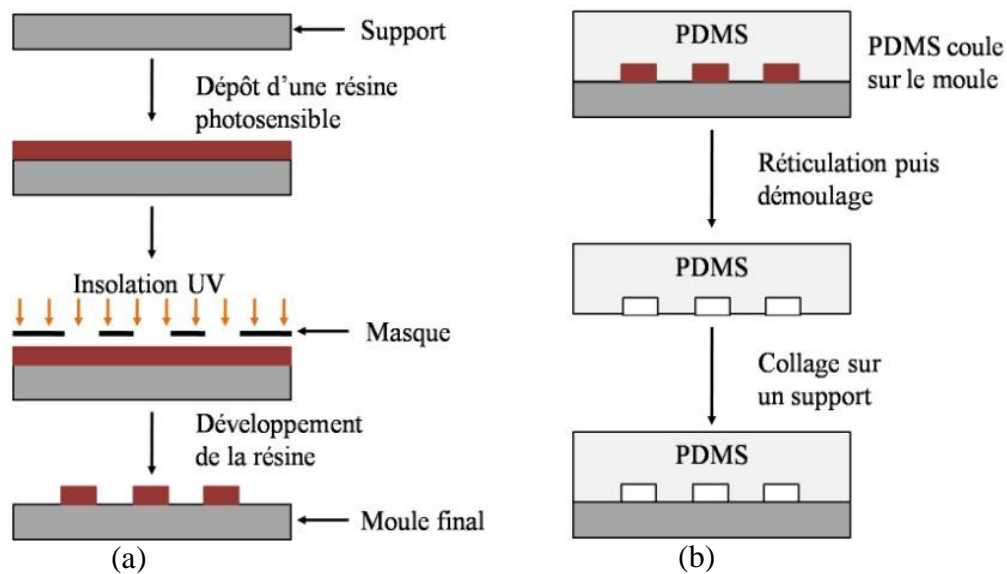 Support
Dépôt d'une résine
photosensible
Insolation UV
Masque
Développement
de la résine
Moule final
(a)
PDMS
PDMS coule
sur le moule
Réticulation puis
démoulage
PDMS
Collage sur
un support
PDMS
(b)